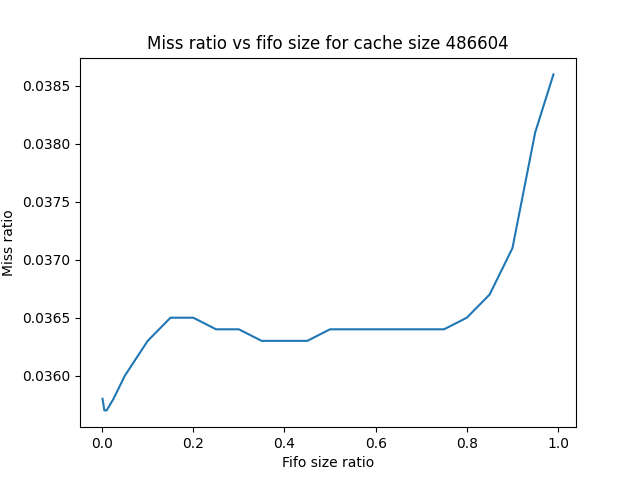 Miss ratio vs fifo size for cache size 486604
0.0385
0.0380
0.0375
0.0370
0.0365
0.0360
Miss ratio
0.0 0.2 0.4 0.6 0.8 1.0
Fifo size ratio